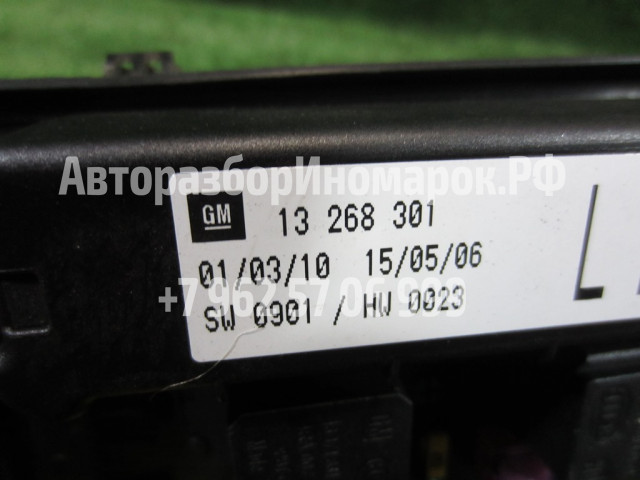 АвторазборИномарок.РФ
GM 13 268 301
01/03/10 15/05/06
SW 0901 / HW 0023